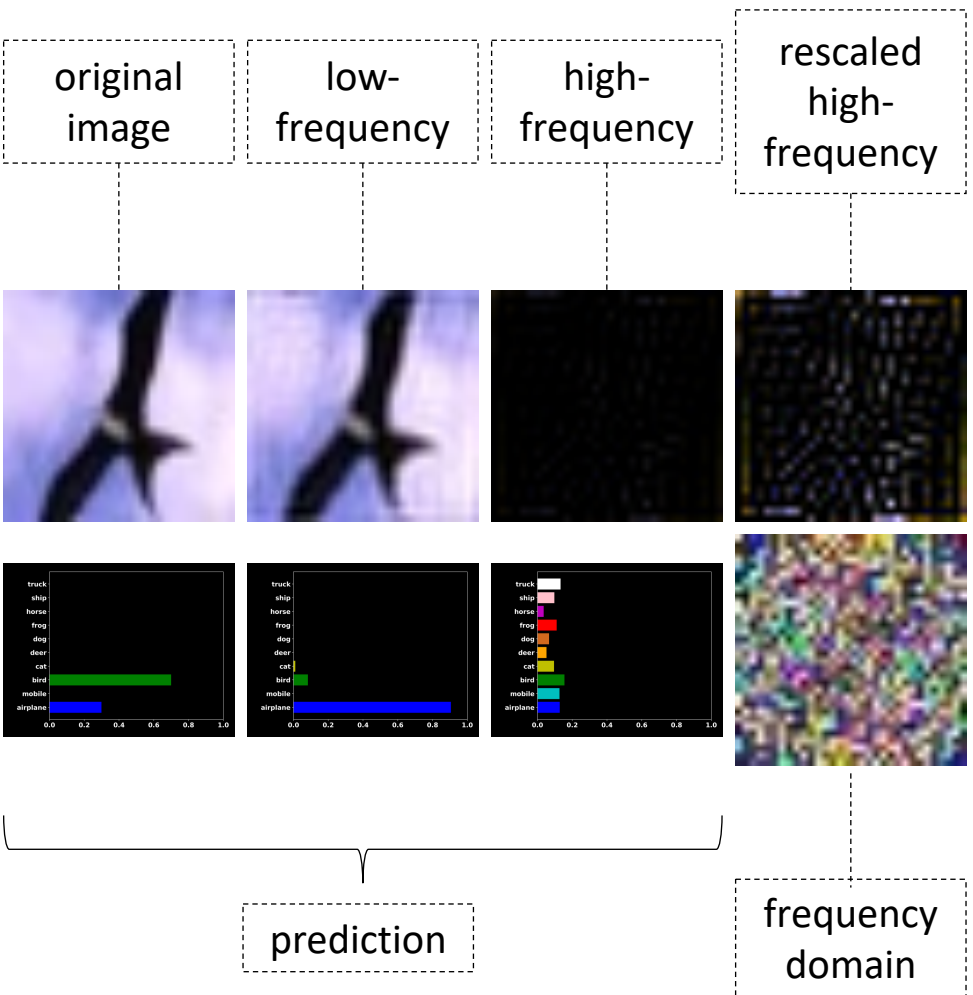 original
image
low-
frequency
high-
frequency
rescaled
high-
frequency
truck
ship
horse
frog
dog
deer
cat
bird
mobile
airplane
0.0 0.2 0.4 0.6 0.8 1.0
truck
ship
horse
frog
dog
deer
cat
bird
mobile
airplane
0.0 0.2 0.4 0.6 0.8 1.0
truck
ship
horse
frog
dog
deer
cat
bird
mobile
airplane
0.0 0.2 0.4 0.6 0.8 1.0
prediction
frequency
domain